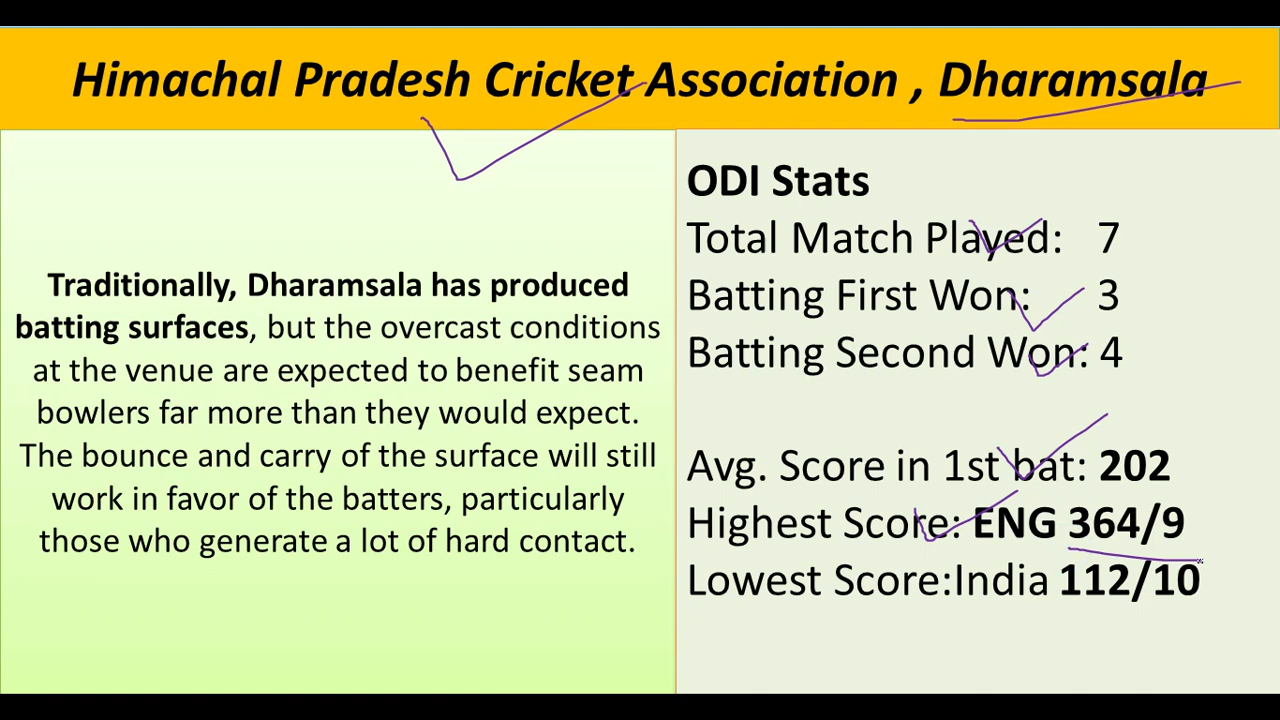 Himachal Pradesh Cricket Association , Dharamsala
Traditionally, Dharamsala has produced
batting surfaces, but the overcast conditions
at the venue are expected to benefit seam
bowlers far more than they would expect.
The bounce and carry of the surface will still
work in favor of the batters, particularly
those who generate a lot of hard contact.
ODI Stats
Total Match Played: 7
Batting First Won: 3
Batting Second Won: 4
Avg. Score in 1st bat: 202
Highest Score: ENG 364/9
Lowest Score:India 112/10